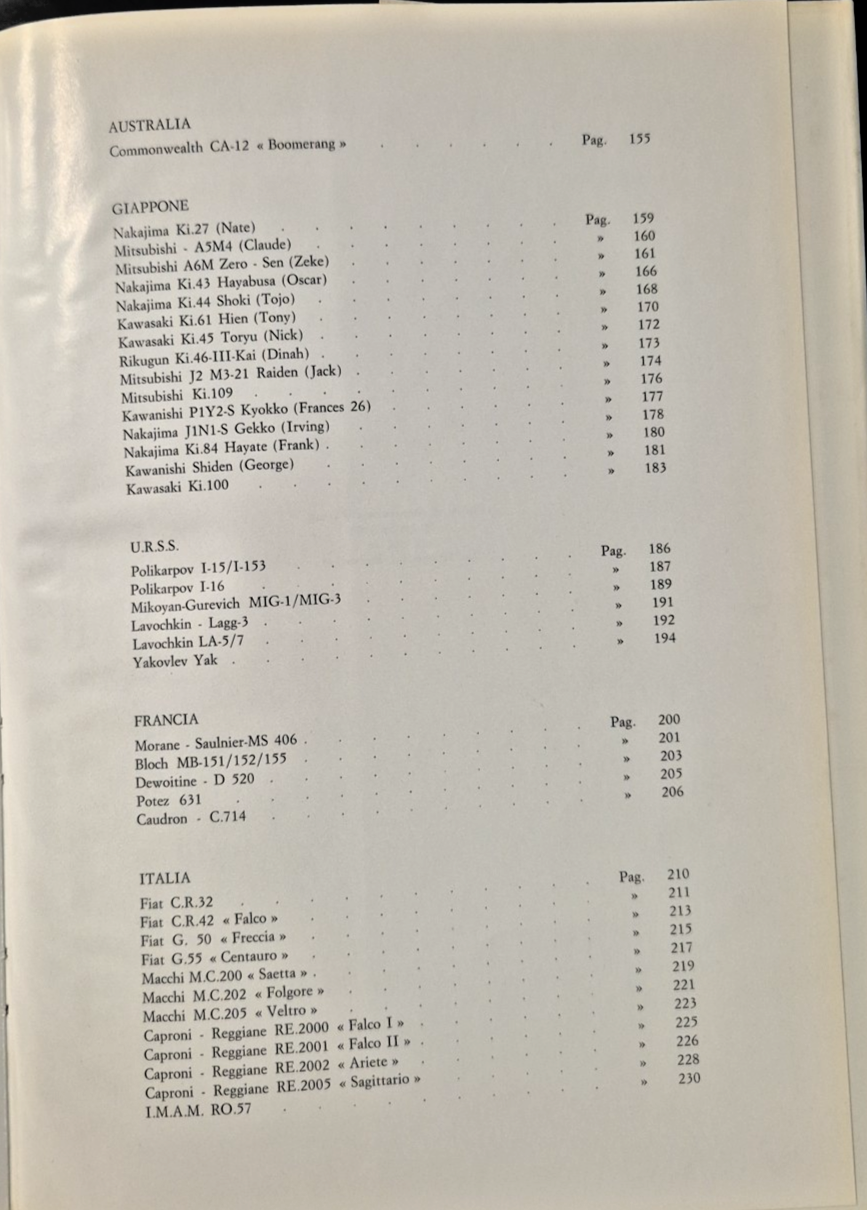 AUSTRALIA
Commonwealth CA-12 « Boomerang » . . . . . . Pag. 155
GIAPPONE
Nakajima Ki.27 (Nate) . . . . . . . . . Pag. 159
Mitsubishi - A5M4 (Claude) . . . . . . . . » 160
Mitsubishi A6M Zero - Sen (Zeke) . . . . . . . » 161
Nakajima Ki.43 Hayabusa (Oscar) . . . . . . . » 166
Nakajima Ki.44 Shoki (Tojo) . . . . . . . . » 168
Kawasaki Ki.61 Hien (Tony) . . . . . . . . » 170
Kawasaki Ki.45 Toryu (Nick) . . . . . . . . » 172
Rikugun Ki.46-III-Kai (Dinah) . . . . . . . . » 173
Mitsubishi J2 M3-21 Raiden (Jack) . . . . . . . » 174
Mitsubishi Ki.109 . . . . . . . . . . » 176
Kawanishi P1Y2-S Kyokko (Frances 26) . . . . . . » 177
Nakajima J1N1-S Gekko (Irving) . . . . . . . » 178
Nakajima Ki.84 Hayate (Frank) . . . . . . . . » 180
Kawanishi Shiden (George) . . . . . . . . » 181
Kawasaki Ki.100 . . . . . . . . . . » 183
U.R.S.S.
Polikarpov I-15/I-153 . . . . . . . . . Pag. 186
Polikarpov I-16 . . . . . . . . . . » 187
Mikoyan-Gurevich MIG-1/MIG-3 . . . . . . . » 189
Lavochkin - Lagg-3 . . . . . . . . . . » 191
Lavochkin LA-5/7 . . . . . . . . . . » 192
Yakovlev Yak . . . . . . . . . . . » 194
FRANCIA
Morane - Saulnier-MS 406 . . . . . . . . . Pag. 200
Bloch MB-151/152/155 . . . . . . . . . » 201
Dewoitine - D 520 . . . . . . . . . . » 203
Potez 631 . . . . . . . . . . . » 205
Caudron - C.714 . . . . . . . . . . » 206
ITALIA
Fiat C.R.32 . . . . . . . . . . . Pag. 210
Fiat C.R.42 « Falco » . . . . . . . . . » 211
Fiat G. 50 « Freccia » . . . . . . . . . » 213
Fiat G.55 « Centauro » . . . . . . . . . » 215
Macchi M.C.200 « Saetta » . . . . . . . . . » 217
Macchi M.C.202 « Folgore » . . . . . . . . » 219
Macchi M.C.205 « Veltro » . . . . . . . . » 221
Caproni - Reggiane RE.2000 « Falco I » . . . . . . » 223
Caproni - Reggiane RE.2001 « Falco II » . . . . . . » 225
Caproni - Reggiane RE.2002 « Ariete » . . . . . . » 226
Caproni - Reggiane RE.2005 « Sagittario » . . . . . » 228
I.M.A.M. RO.57 . . . . . . . . . . » 230